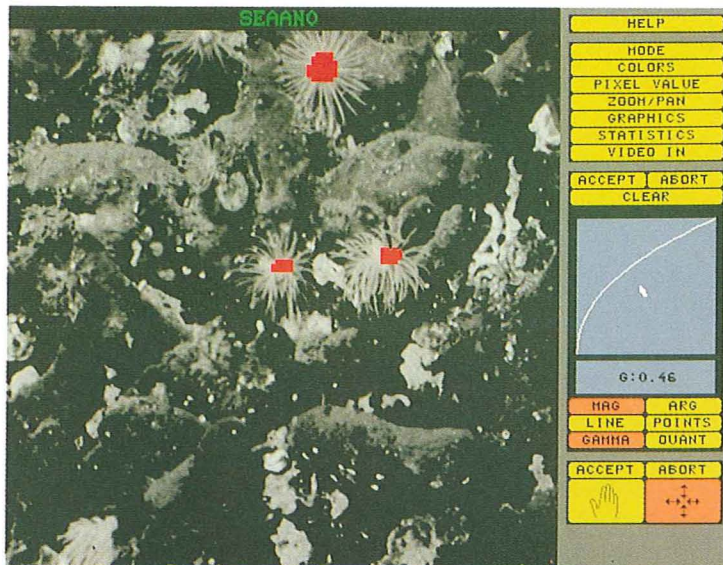 SEAANO
HELP
MODE
COLORS
PIXEL VALUE
ZOOM/PAN
GRAPHICS
STATISTICS
VIDEO IN
ACCEPT ABORT
CLEAR
G:0.46
MAG ARG
LINE POINTS
GAMMA QUANT
ACCEPT ABORT